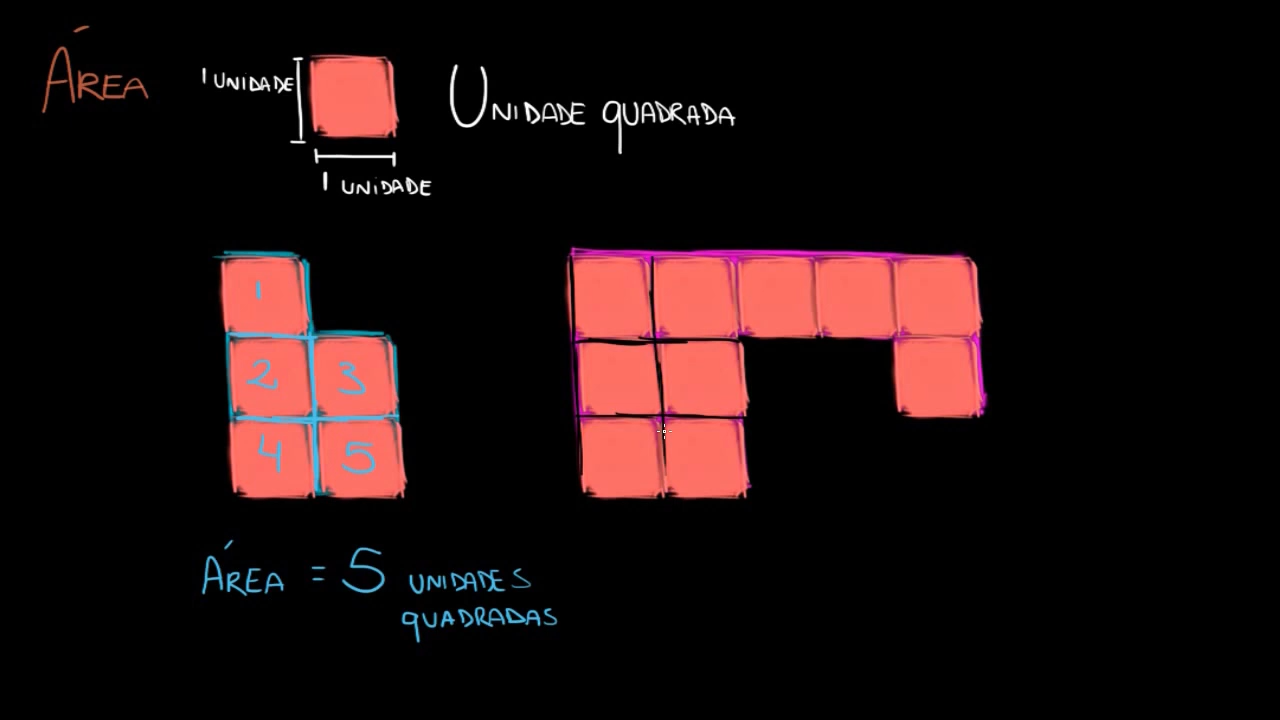 ÁREA
1 UNIDADE
UNIDADE QUADRADA
1 UNIDADE
1
2 3
4 5
ÁREA = 5 UNIDADES
QUADRADAS